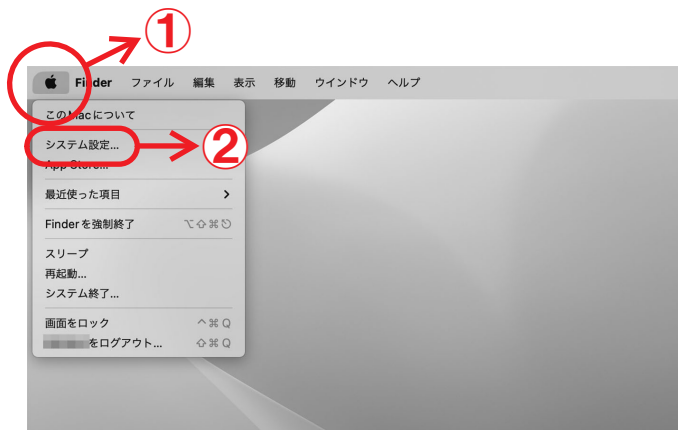 ①
Finder ファイル 編集 表示 移動 ウインドウ ヘルプ
このMacについて
システム設定...
②
App Store...
最近使った項目
Finderを強制終了 ⌥⇧⌘⎋
スリープ
再起動...
システム終了...
画面をロック ^⌘Q
をログアウト... ⇧⌘Q